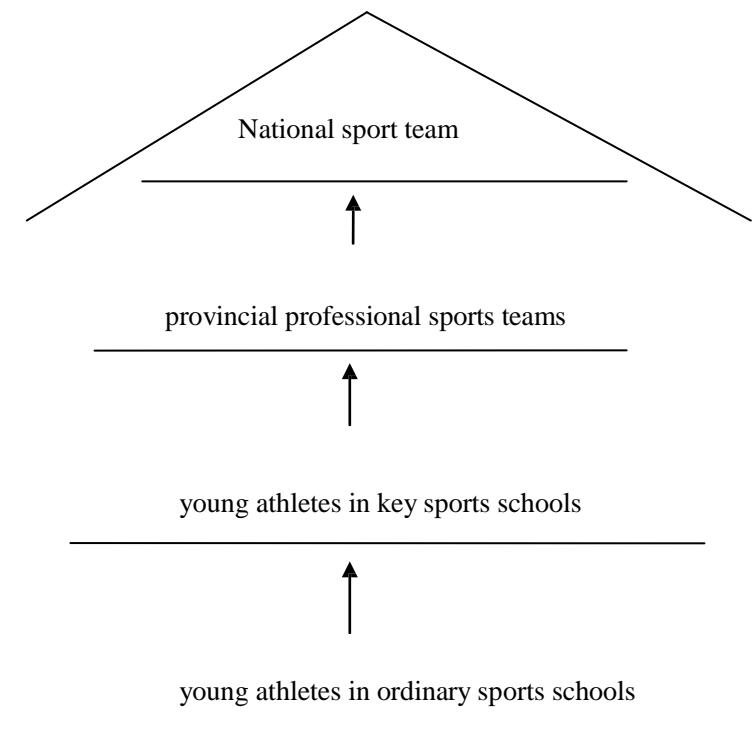 National sport team
provincial professional sports teams
young athletes in key sports schools
young athletes in ordinary sports schools